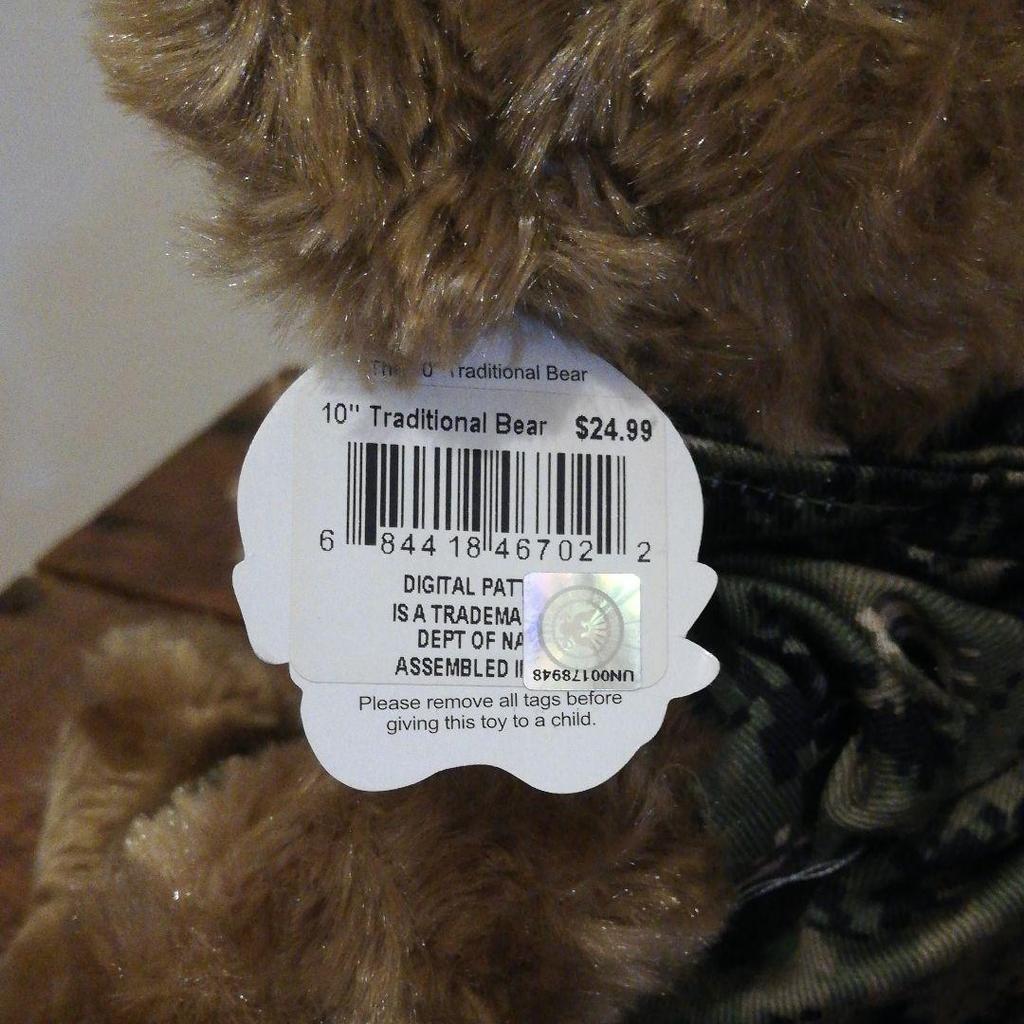 Traditional Bear
10" Traditional Bear $24.99
6 84418 46702 2
DIGITAL PATT
IS A TRADEMA
DEPT OF NA
ASSEMBLED I
UN00178948
Please remove all tags before
giving this toy to a child.